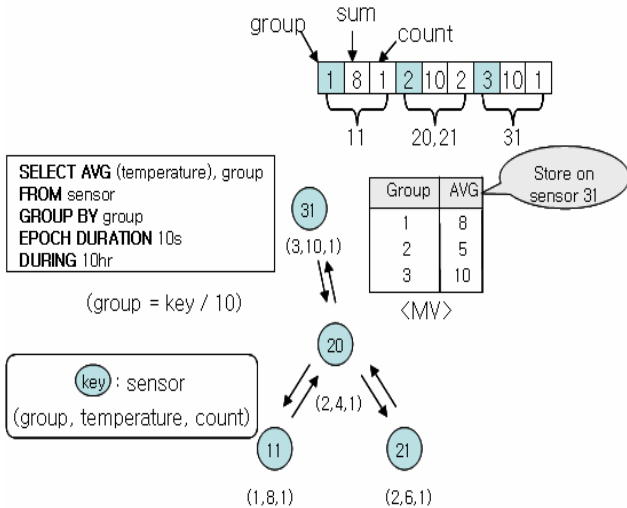 sum
group
count
1 8 1 2 10 2 3 10 1
11 20,21 31
SELECT AVG (temperature), group
FROM sensor
GROUP BY group
EPOCH DURATION 10s
DURING 10hr
(group = key / 10)
31
(3,10,1)
Group AVG
1 8
2 5
3 10
<MV>
Store on
sensor 31
20
(2,4,1)
key : sensor
(group, temperature, count)
11
(1,8,1)
21
(2,6,1)